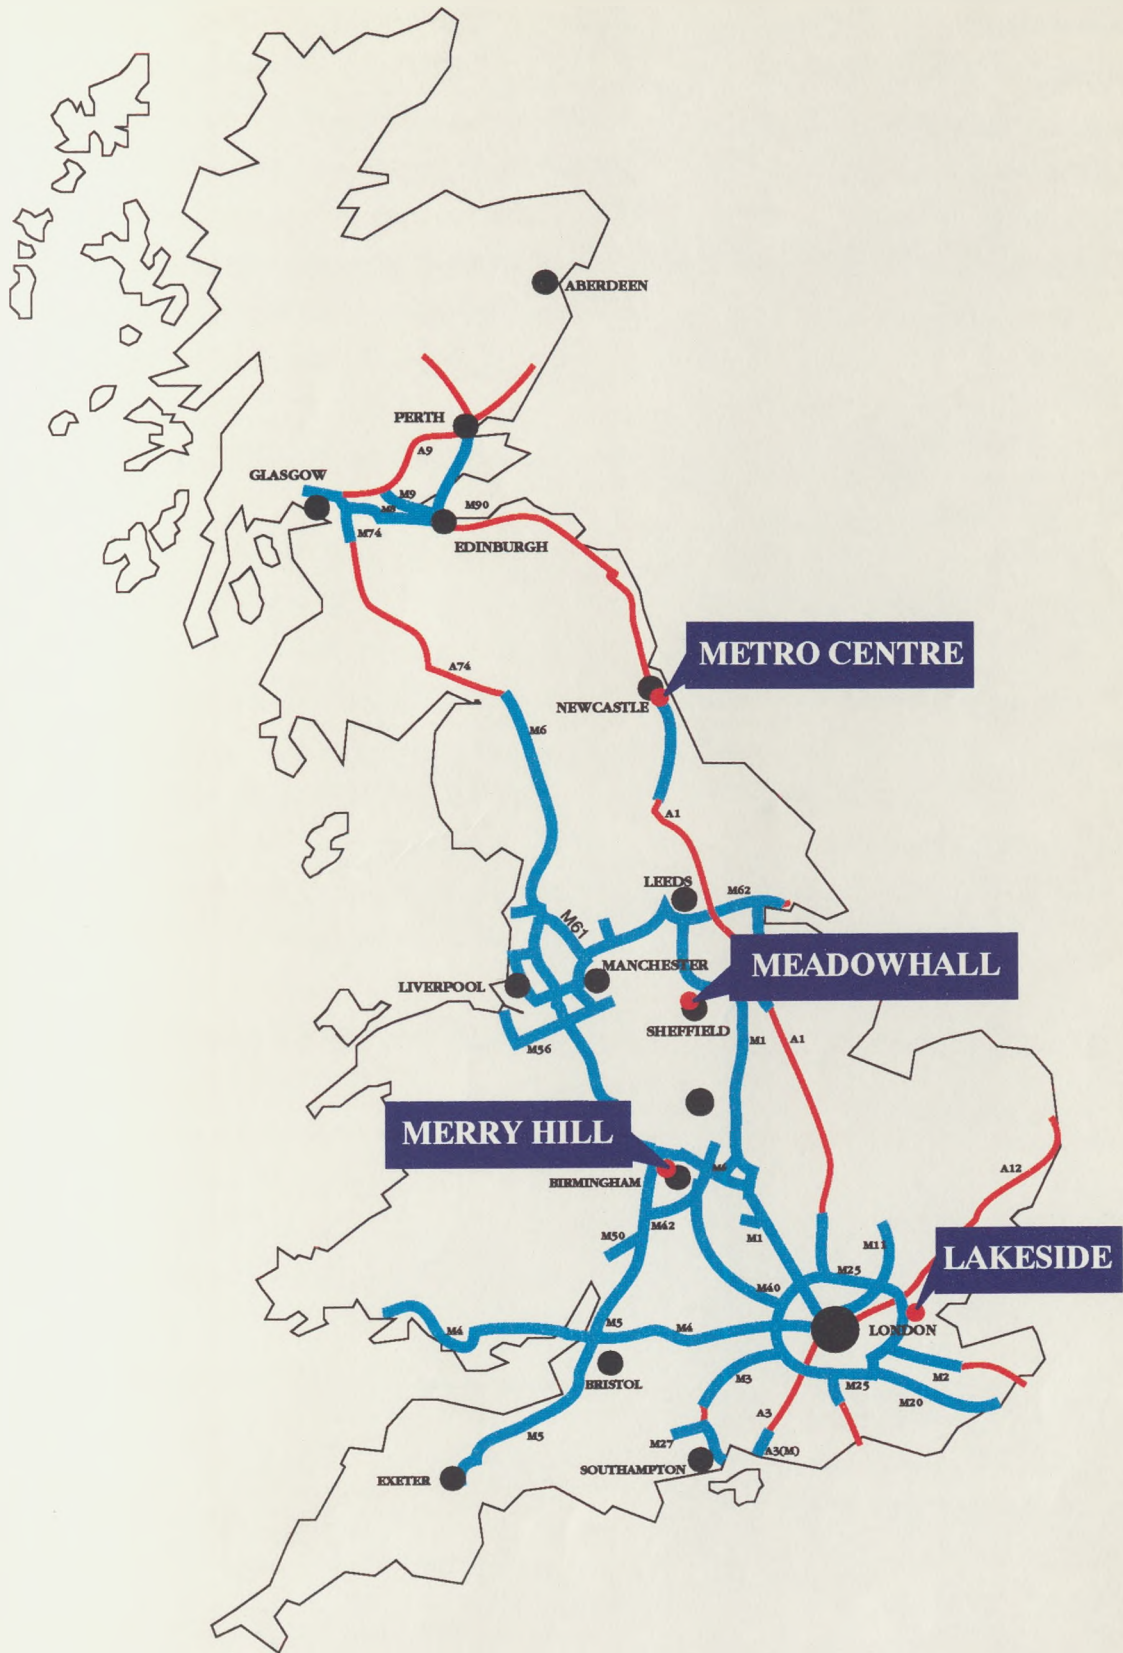 ABERDEEN
PERTH
A9
GLASGOW
M9
M90
M8
M74
EDINBURGH
METRO CENTRE
A74
NEWCASTLE
M6
A1
LEEDS
M62
M61
MANCHESTER
MEADOWHALL
LIVERPOOL
SHEFFIELD
M1
A1
M56
MERRY HILL
M6
A12
BIRMINGHAM
M42
M50
M1
M11
LAKESIDE
M25
M40
M5
M4
M4
LONDON
BRISTOL
M3
M25
M2
M20
A3
M5
M27
A3(M)
SOUTHAMPTON
EXETER